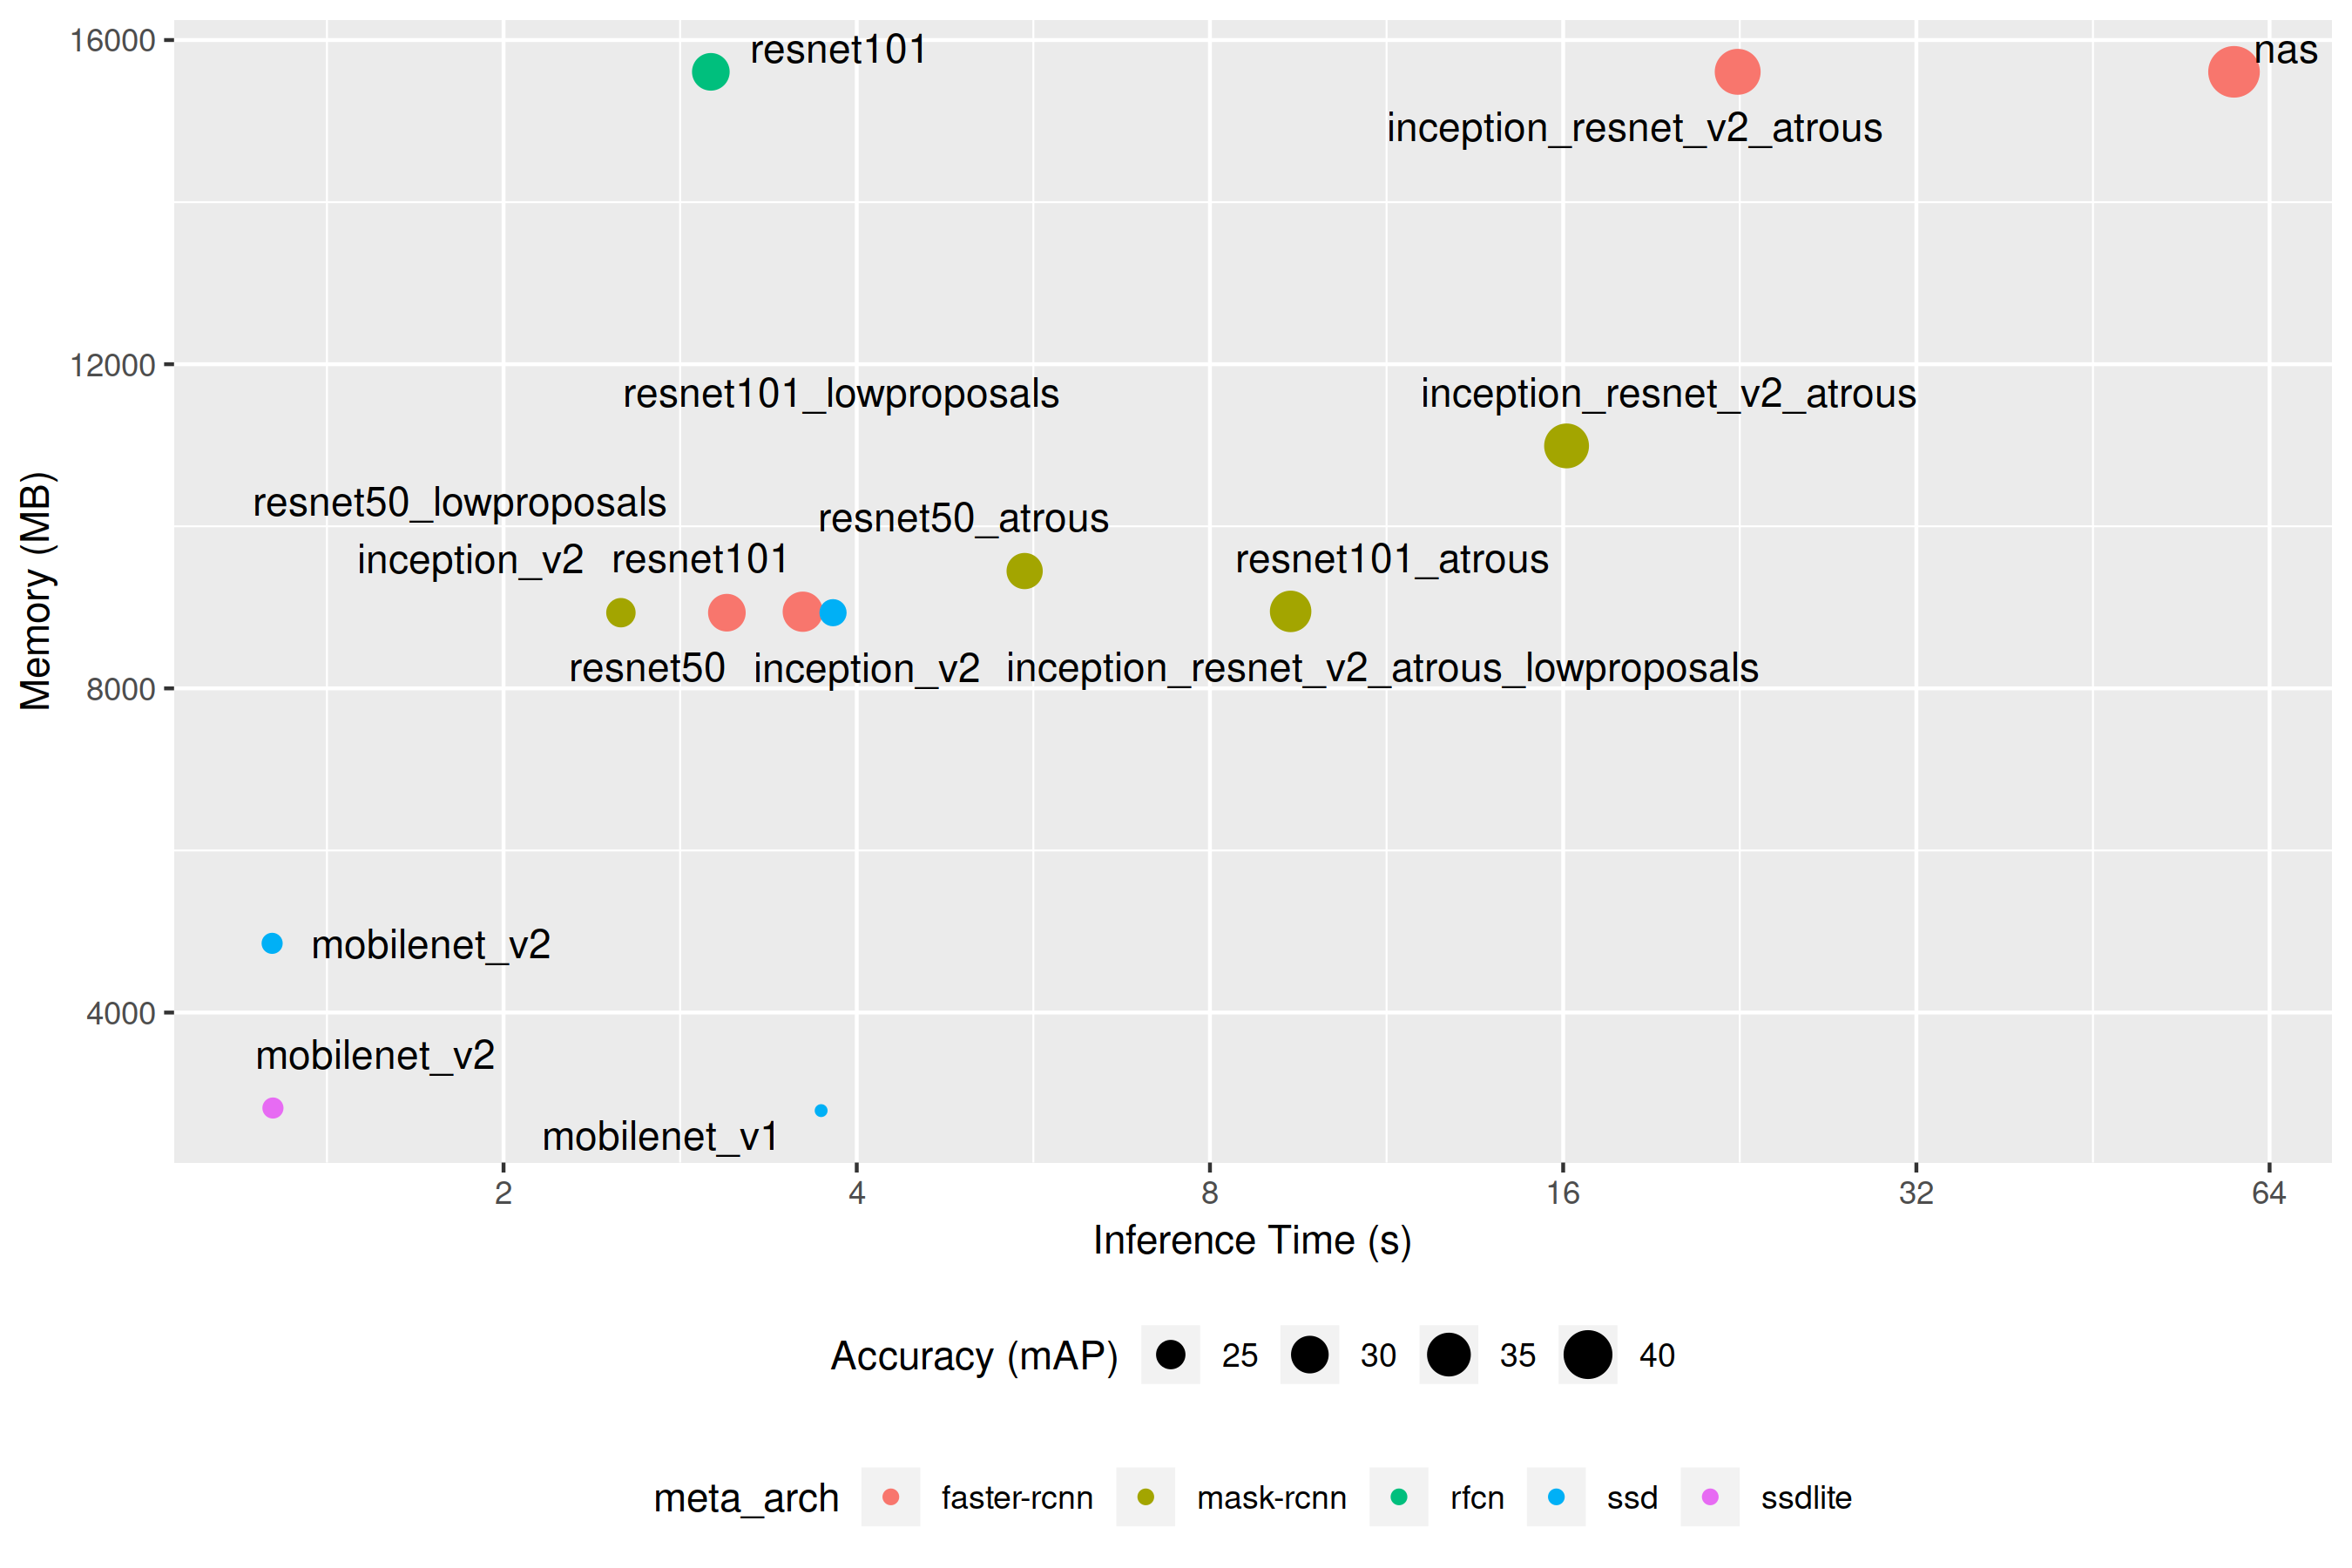 16000
resnet101
nas
inception_resnet_v2_atrous
12000
resnet101_lowproposals
inception_resnet_v2_atrous
resnet50_lowproposals
resnet50_atrous
inception_v2
resnet101
resnet101_atrous
resnet50
inception_v2
inception_resnet_v2_atrous_lowproposals
8000
Memory (MB)
mobilenet_v2
4000
mobilenet_v2
mobilenet_v1
2 4 8 16 32 64
Inference Time (s)
Accuracy (mAP) 25 30 35 40
meta_arch faster-rcnn mask-rcnn rfcn ssd ssdlite